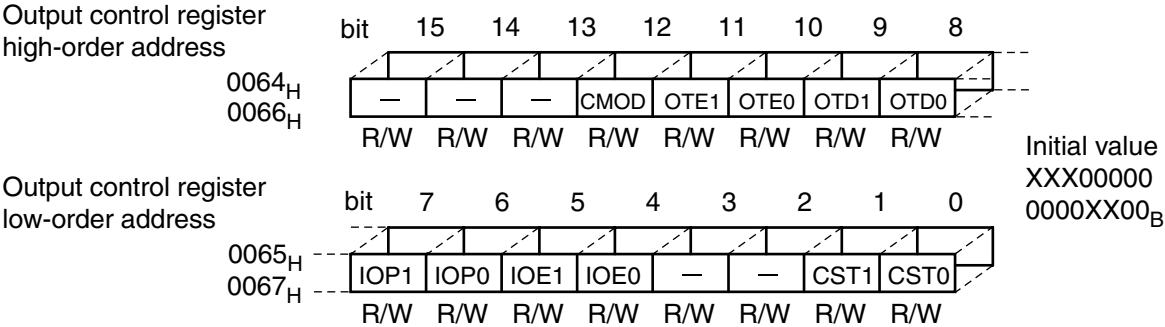 Output control register
high-order address
bit 15 14 13 12 11 10 9 8
0064H
0066H
— — — CMOD OTE1 OTE0 OTD1 OTD0
R/W R/W R/W R/W R/W R/W R/W R/W
Initial value
XXX00000
0000XX00B
Output control register
low-order address
bit 7 6 5 4 3 2 1 0
0065H
0067H
IOP1 IOP0 IOE1 IOE0 — — CST1 CST0
R/W R/W R/W R/W R/W R/W R/W R/W